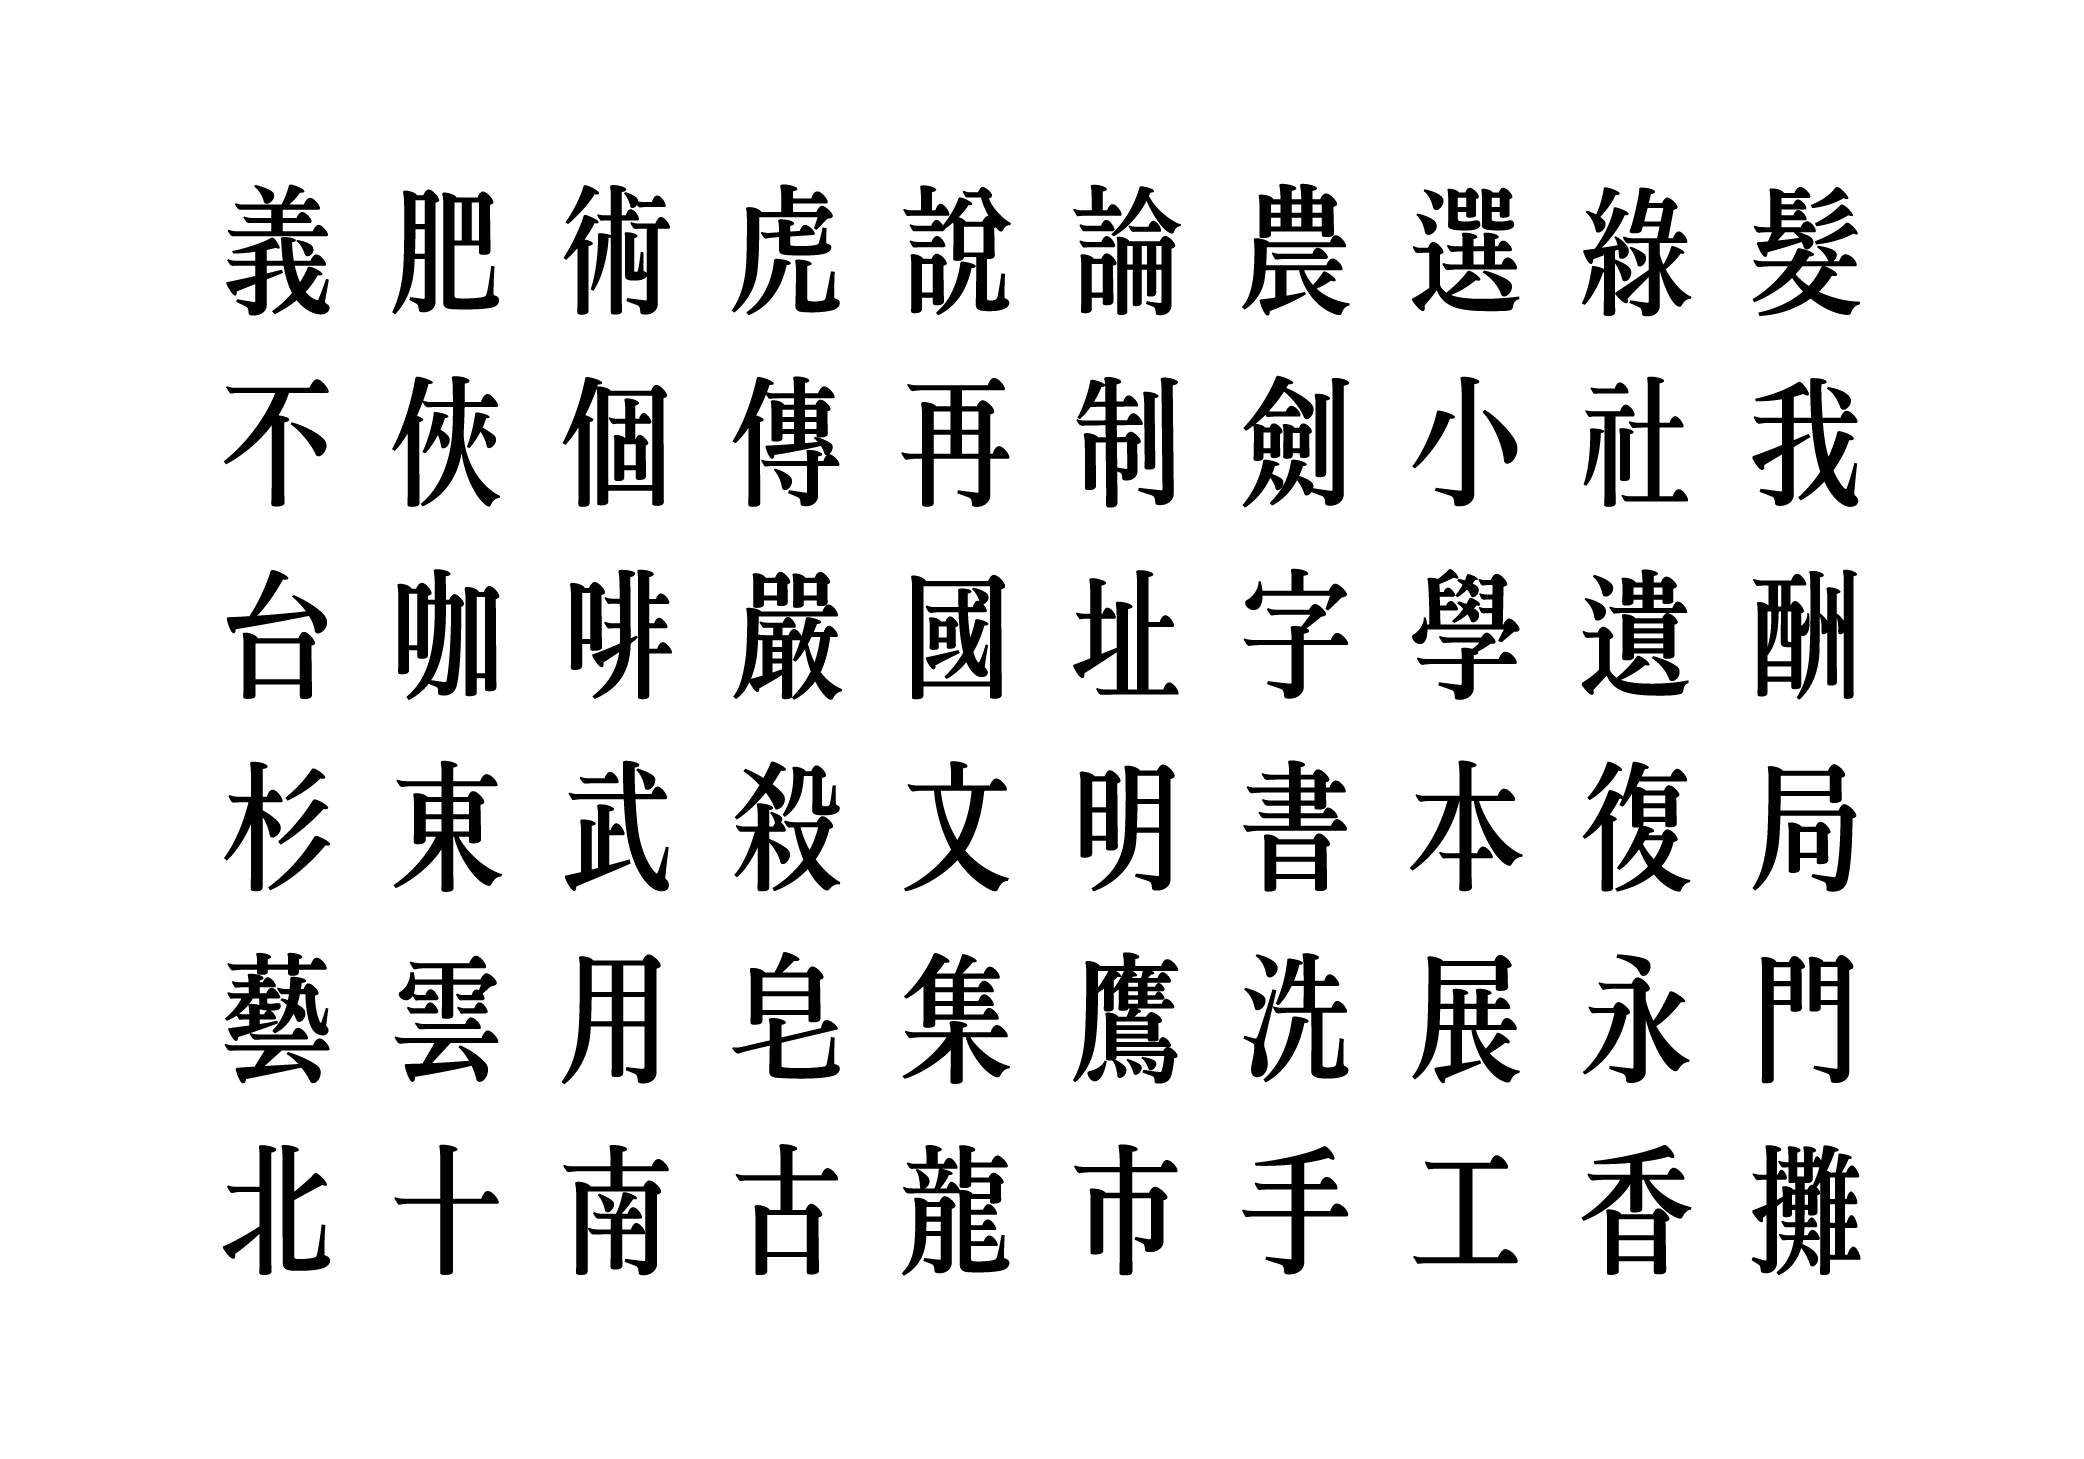 義肥術虎說論農選綠髮
不俠個傳再制劍小社我
台咖啡嚴國址字學遺酬
杉東武殺文明書本復局
藝雲用皂集鷹洗展永門
北十南古龍市手工香攤